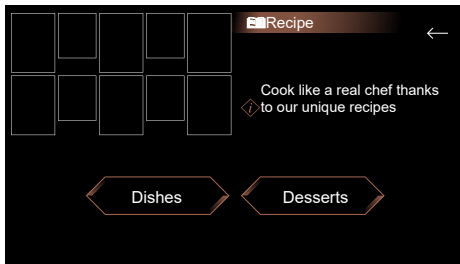 Recipe
Cook like a real chef thanks
to our unique recipes
Dishes
Desserts